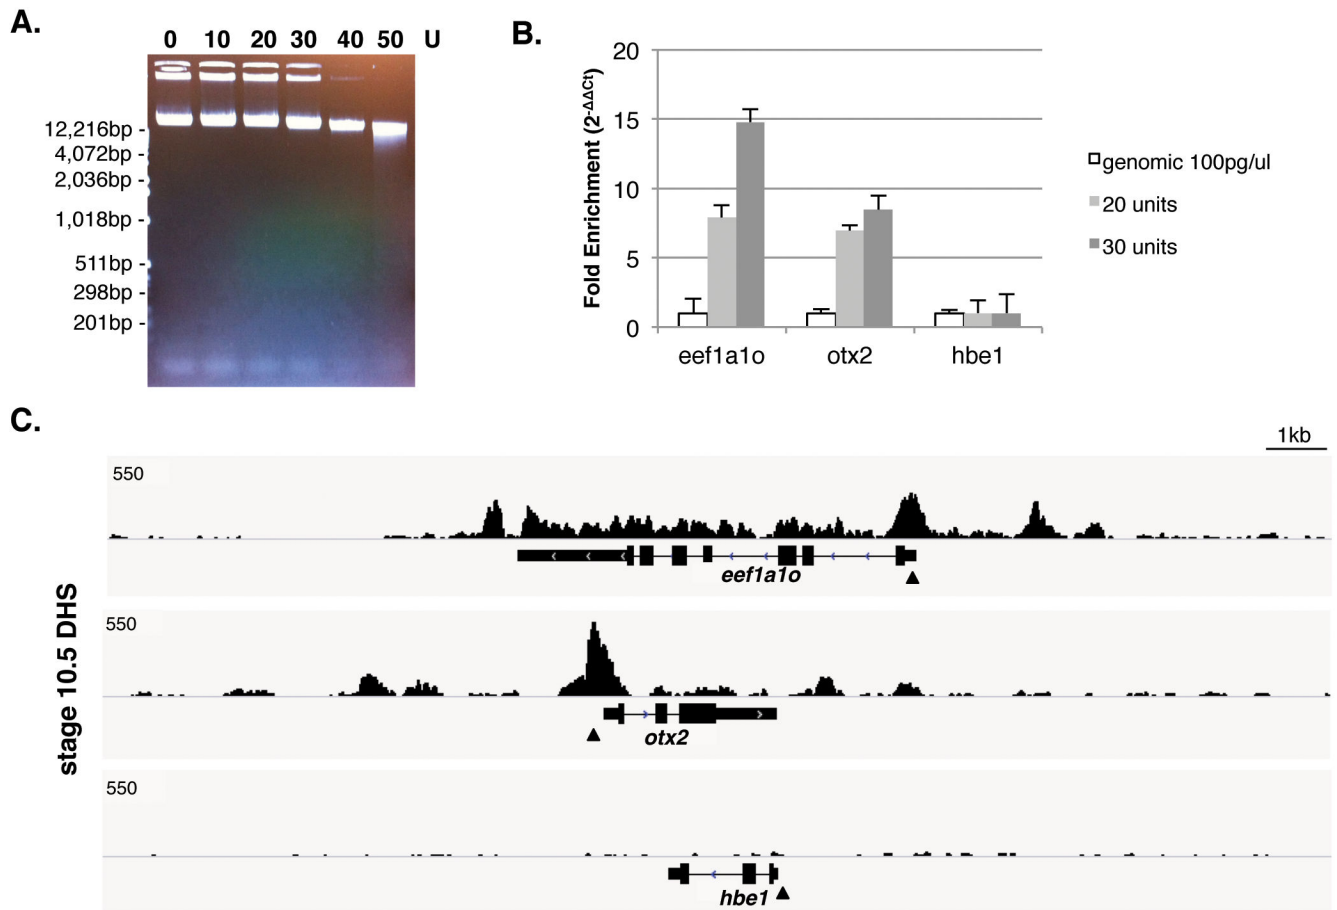 A.
0 10 20 30 40 50 U
12,216bp -
4,072bp -
2,036bp -
1,018bp -
511bp -
298bp -
201bp -
B.
Fold Enrichment (2-ΔΔCt)
20
15
10
5
0
eef1a1o otx2 hbe1
genomic 100pg/ul
20 units
30 units
C.
1kb
stage 10.5 DHS
550
eef1a1o
550
otx2
550
hbe1